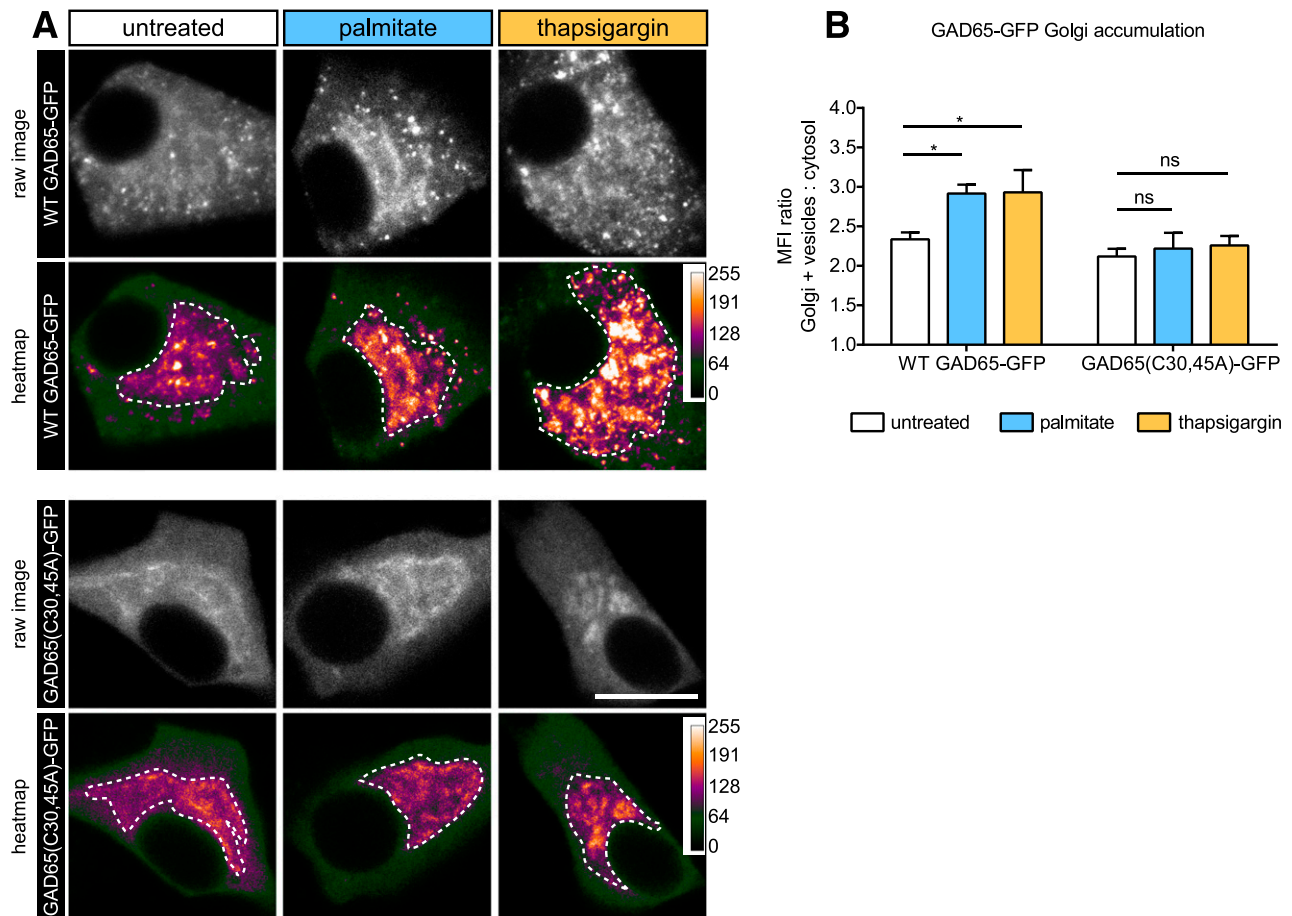 A
untreated
palmitate
thapsigargin
raw image
WT GAD65-GFP
heatmap
WT GAD65-GFP
255
191
128
64
0
raw image
GAD65(C30,45A)-GFP
heatmap
GAD65(C30,45A)-GFP
255
191
128
64
0
B
GAD65-GFP Golgi accumulation
MFI ratio
Golgi + vesicles : cytosol
4.0
3.5
3.0
2.5
2.0
1.5
1.0
*
*
ns
ns
WT GAD65-GFP
GAD65(C30,45A)-GFP
untreated
palmitate
thapsigargin